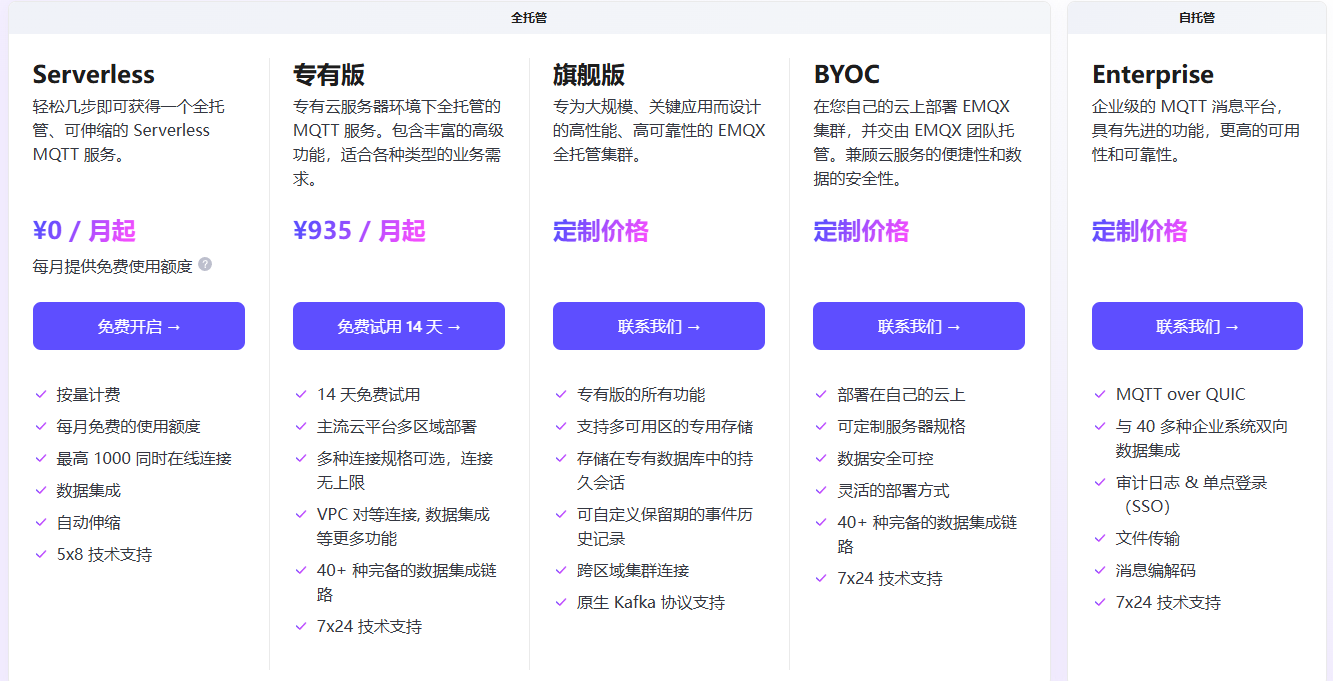 全托管
Serverless
轻松几步即可获得一个全托
管、可伸缩的 Serverless
MQTT 服务。
¥0 / 月起
每月提供免费使用额度 ?
免费开启 →
按量计费
每月免费的使用额度
最高 1000 同时在线连接
数据集成
自动伸缩
5x8 技术支持
专有版
专有云服务器环境下全托管的
MQTT 服务。包含丰富的高级
功能，适合各种类型的业务需
求。
¥935 / 月起
免费试用 14 天 →
14 天免费试用
主流云平台多区域部署
多种连接规格可选，连接
无上限
VPC 对等连接, 数据集成
等更多功能
40+ 种完备的数据集成链
路
7x24 技术支持
旗舰版
专为大规模、关键应用而设计
的高性能、高可靠性的 EMQX
全托管集群。
定制价格
联系我们 →
专有版的所有功能
支持多可用区的专用存储
存储在专有数据库中的持
久会话
可自定义保留期的事件历
史记录
跨区域集群连接
原生 Kafka 协议支持
BYOC
在您自己的云上部署 EMQX
集群，并交由 EMQX 团队托
管。兼顾云服务的便捷性和数
据的安全性。
定制价格
联系我们 →
部署在自己的云上
可定制服务器规格
数据安全可控
灵活的部署方式
40+ 种完备的数据集成链
路
7x24 技术支持
自托管
Enterprise
企业级的 MQTT 消息平台，
具有先进的功能，更高的可用
性和可靠性。
定制价格
联系我们 →
MQTT over QUIC
与 40 多种企业系统双向
数据集成
审计日志 & 单点登录
（SSO）
文件传输
消息编解码
7x24 技术支持